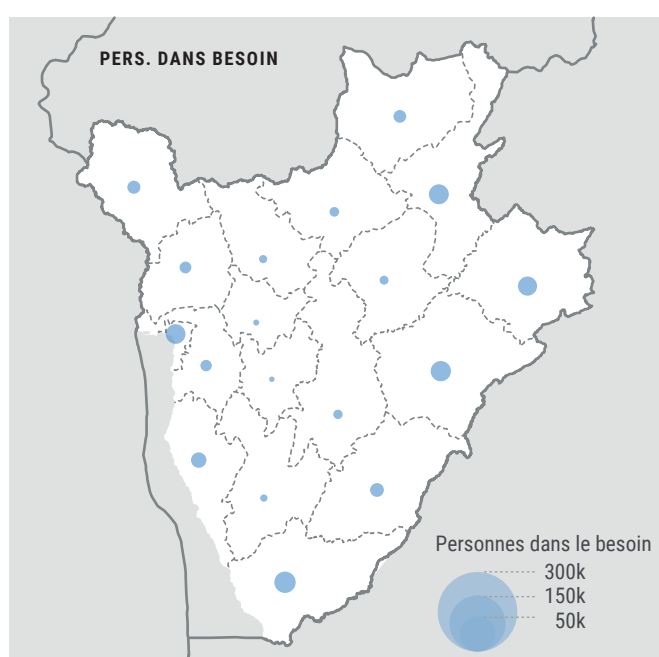 PERS. DANS BESOIN
Personnes dans le besoin
300k
150k
50k